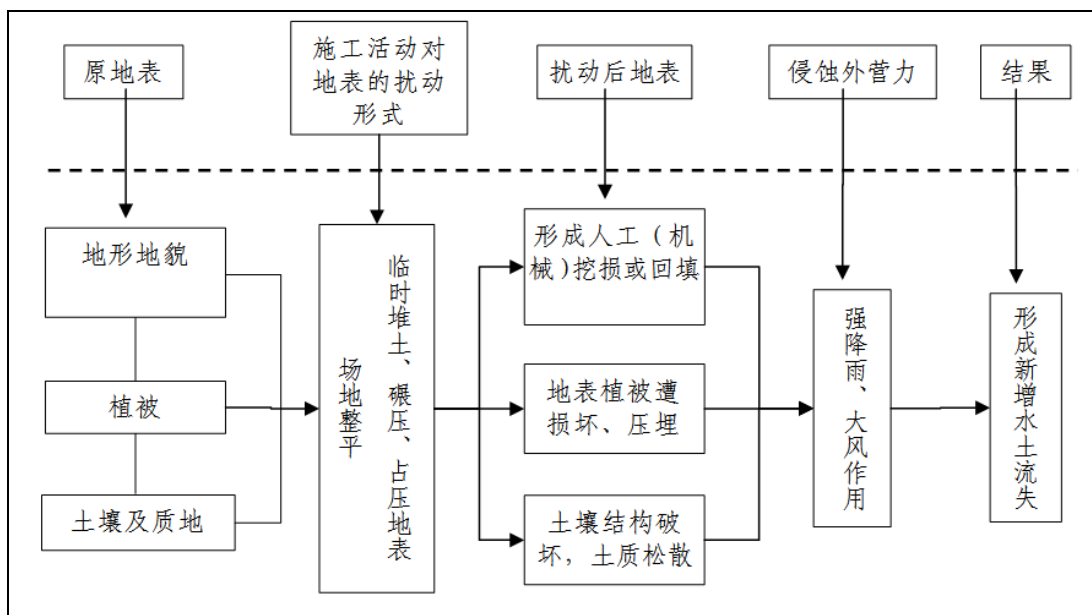 原地表
施工活动对
地表的扰动
形式
扰动后地表
侵蚀外营力
结果
地形地貌
植被
土壤及质地
临时堆土、碾压、占压地表
场地整平
形成人工（机
械)挖损或回填
地表植被遭
损坏、压埋
土壤结构破
坏，土质松散
强降雨、大风作用
形成新增水土流失